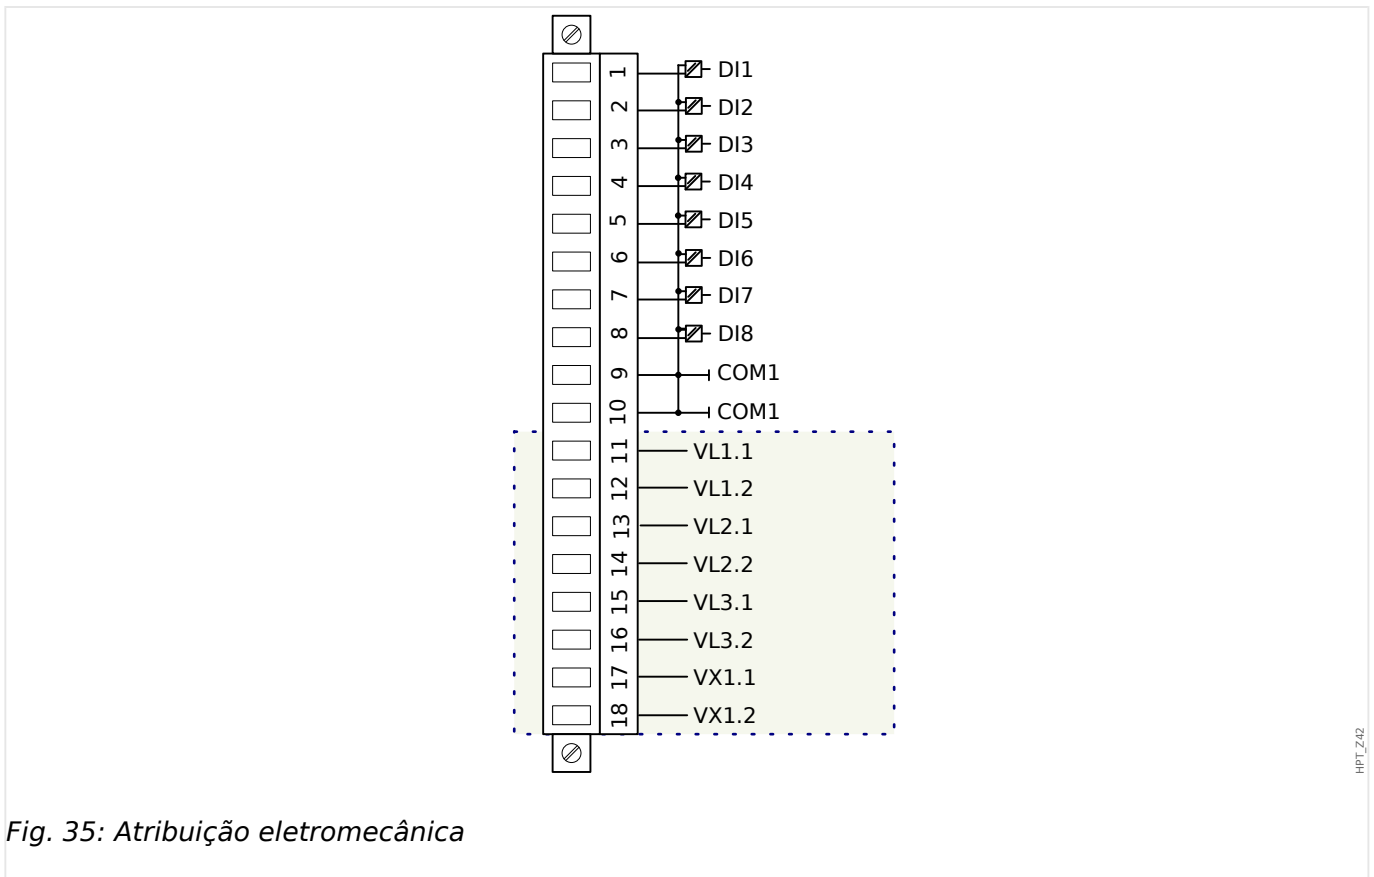 1 DI1
2 DI2
3 DI3
4 DI4
5 DI5
6 DI6
7 DI7
8 DI8
9 COM1
10 COM1
11 VL1.1
12 VL1.2
13 VL2.1
14 VL2.2
15 VL3.1
16 VL3.2
17 VX1.1
18 VX1.2
HPT_Z42
Fig. 35: Atribuição eletromecânica